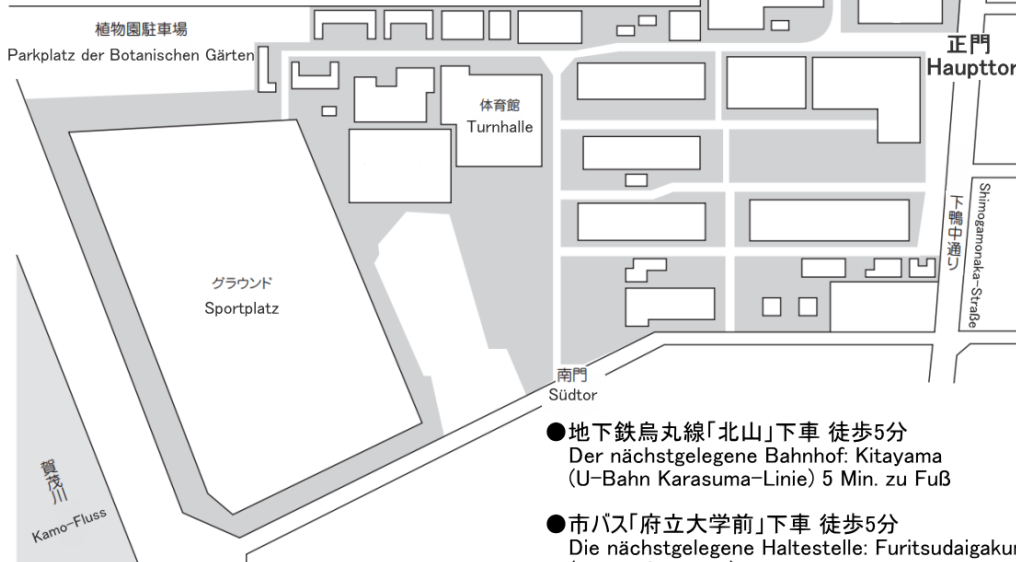 植物園駐車場
Parkplatz der Botanischen Gärten
正門
Haupttor
体育館
Turnhalle
下鴨中通り
Shimogamonaka-Straße
グラウンド
Sportplatz
南門
Südtor
賀茂川
Kamo-Fluss
●地下鉄烏丸線「北山」下車 徒歩5分
Der nächstgelegene Bahnhof: Kitayama
(U-Bahn Karasuma-Linie) 5 Min. zu Fuß
●市バス「府立大学前」下車 徒歩5分
Die nächstgelegene Haltestelle: